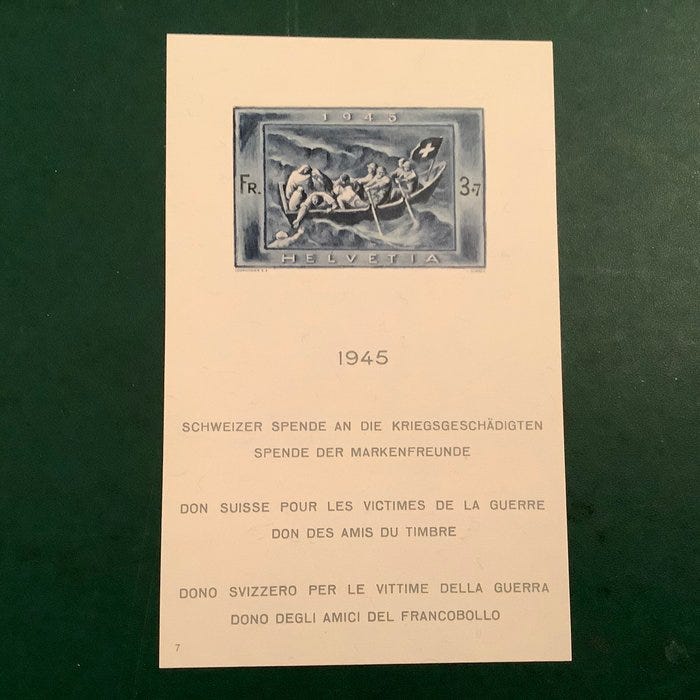 1945
FR. 3+7
HELVETIA
1945
SCHWEIZER SPENDE AN DIE KRIEGSGESCHÄDIGTEN
SPENDE DER MARKENFREUNDE
DON SUISSE POUR LES VICTIMES DE LA GUERRE
DON DES AMIS DU TIMBRE
DONO SVIZZERO PER LE VITTIME DELLA GUERRA
DONO DEGLI AMICI DEL FRANCOBOLLO
7